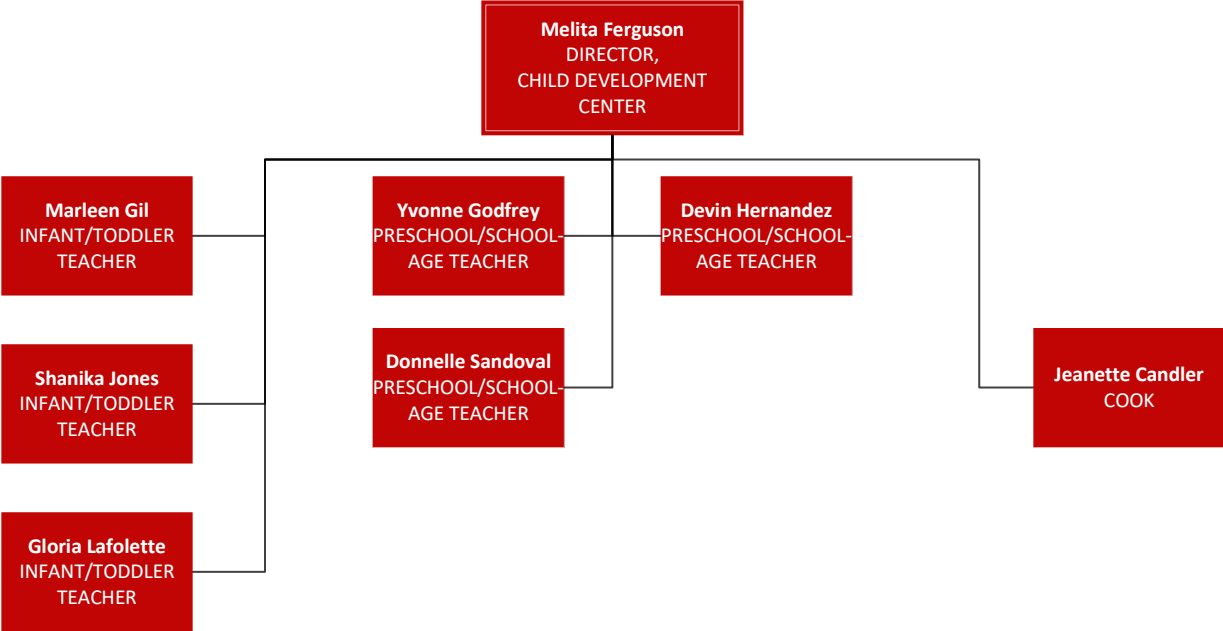 Melita Ferguson
DIRECTOR,
CHILD DEVELOPMENT
CENTER
Marleen Gil
INFANT/TODDLER
TEACHER
Yvonne Godfrey
PRESCHOOL/SCHOOL-
AGE TEACHER
Devin Hernandez
PRESCHOOL/SCHOOL-
AGE TEACHER
Shanika Jones
INFANT/TODDLER
TEACHER
Donnelle Sandoval
PRESCHOOL/SCHOOL-
AGE TEACHER
Jeanette Candler
COOK
Gloria Lafolette
INFANT/TODDLER
TEACHER